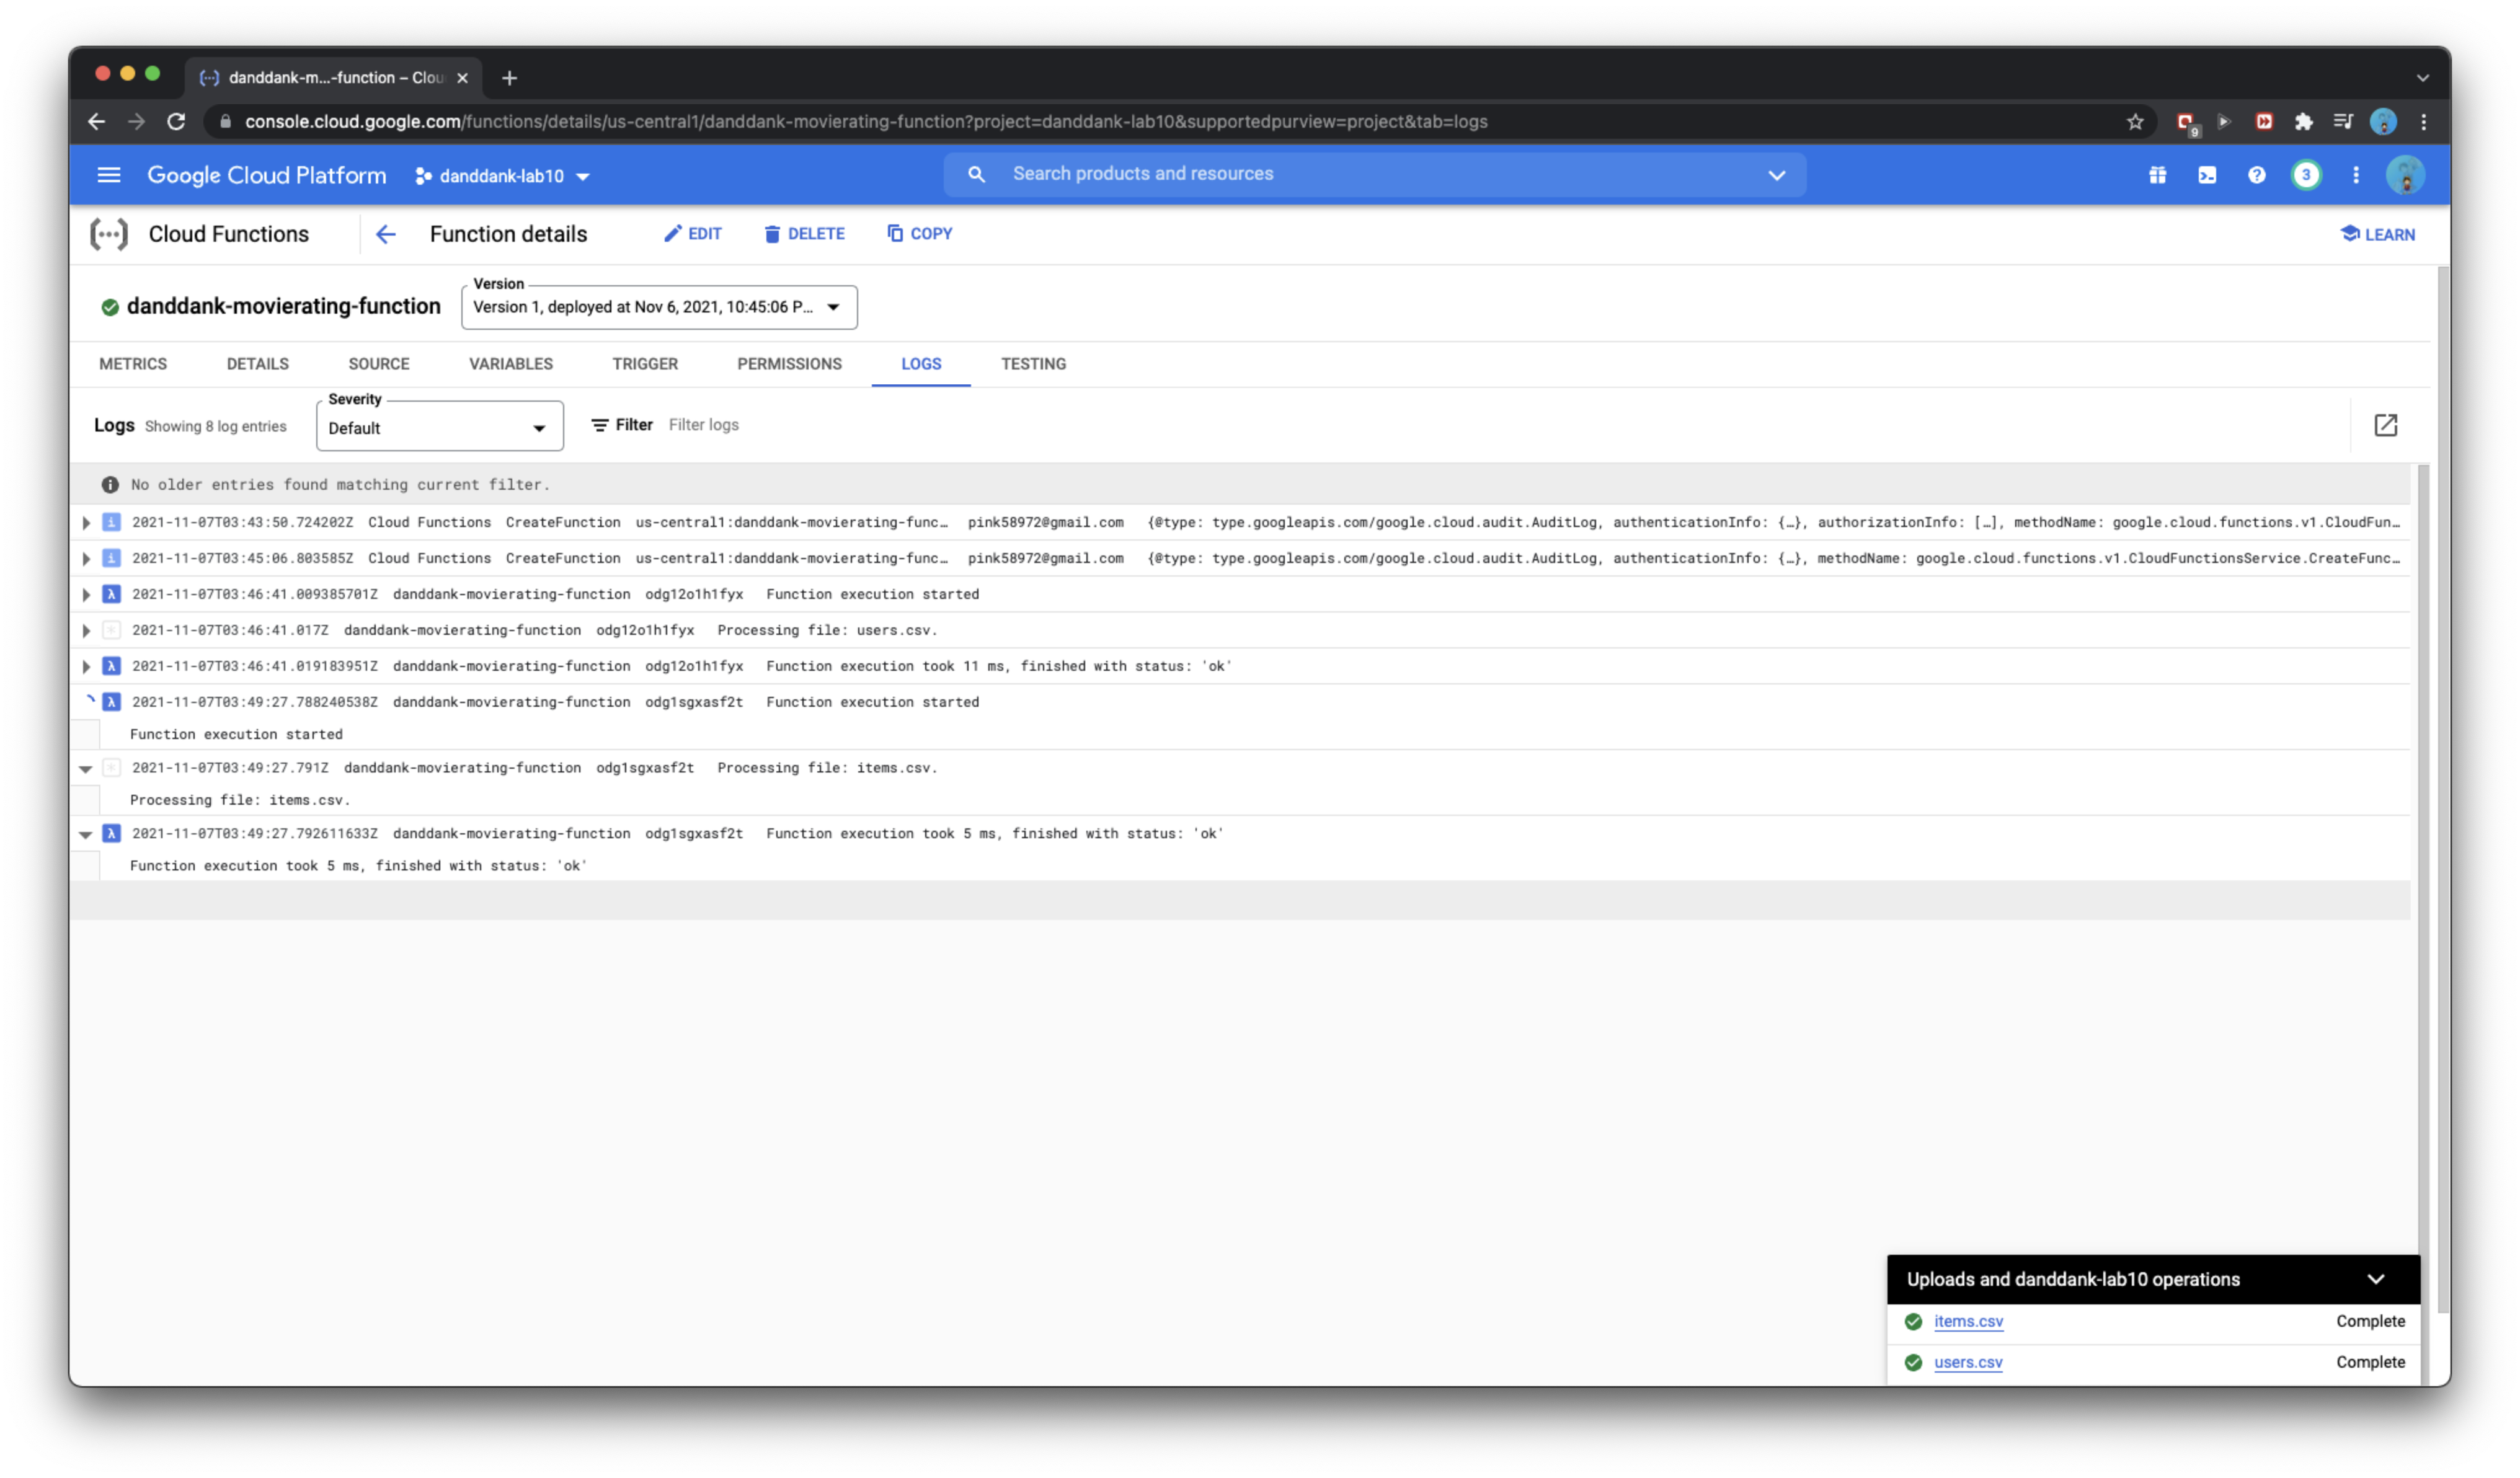 danddank-m...-function – Clou
console.cloud.google.com/functions/details/us-central1/danddank-movierating-function?project=danddank-lab10&supportedpurview=project&tab=logs
9
Google Cloud Platform danddank-lab10 Search products and resources 3
Cloud Functions Function details EDIT DELETE COPY LEARN
Version
danddank-movierating-function Version 1, deployed at Nov 6, 2021, 10:45:06 P...
METRICS DETAILS SOURCE VARIABLES TRIGGER PERMISSIONS LOGS TESTING
Severity
Logs Showing 8 log entries Default Filter Filter logs
No older entries found matching current filter.
2021-11-07T03:43:50.724202Z Cloud Functions CreateFunction us-central1:danddank-movierating-func… pink58972@gmail.com {@type: type.googleapis.com/google.cloud.audit.AuditLog, authenticationInfo: {…}, authorizationInfo: […], methodName: google.cloud.functions.v1.CloudFun…
2021-11-07T03:45:06.803585Z Cloud Functions CreateFunction us-central1:danddank-movierating-func… pink58972@gmail.com {@type: type.googleapis.com/google.cloud.audit.AuditLog, authenticationInfo: {…}, methodName: google.cloud.functions.v1.CloudFunctionsService.CreateFunc…
2021-11-07T03:46:41.009385701Z danddank-movierating-function odg12o1h1fyx Function execution started
2021-11-07T03:46:41.017Z danddank-movierating-function odg12o1h1fyx Processing file: users.csv.
2021-11-07T03:46:41.019183951Z danddank-movierating-function odg12o1h1fyx Function execution took 11 ms, finished with status: 'ok'
2021-11-07T03:49:27.788240538Z danddank-movierating-function odg1sgxasf2t Function execution started
Function execution started
2021-11-07T03:49:27.791Z danddank-movierating-function odg1sgxasf2t Processing file: items.csv.
Processing file: items.csv.
2021-11-07T03:49:27.792611633Z danddank-movierating-function odg1sgxasf2t Function execution took 5 ms, finished with status: 'ok'
Function execution took 5 ms, finished with status: 'ok'
Uploads and danddank-lab10 operations
items.csv Complete
users.csv Complete